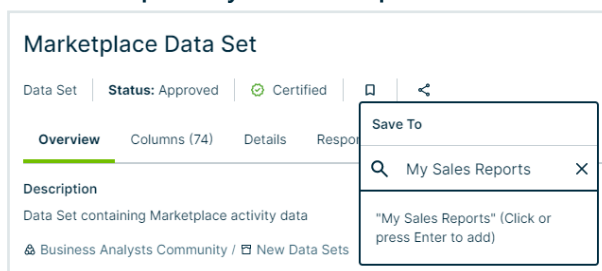 Marketplace Data Set
Data Set Status: Approved Certified
Overview Columns (74) Details
Save To
My Sales Reports
"My Sales Reports" (Click or
press Enter to add)
Description
Data Set containing Marketplace activity data
Business Analysts Community / New Data Sets